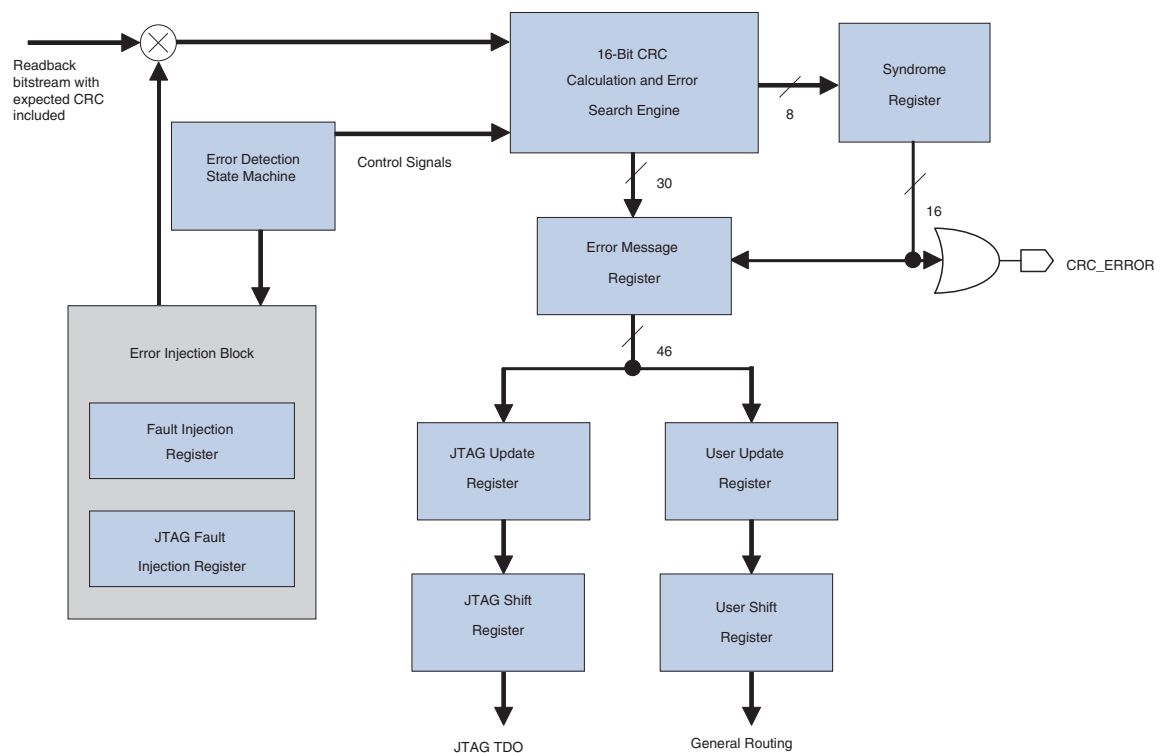 Readback
bitstream with
expected CRC
included
16-Bit CRC
Calculation and Error
Search Engine
8
Syndrome
Register
Error Detection
State Machine
Control Signals
30
16
Error Message
Register
CRC_ERROR
46
Error Injection Block
Fault Injection
Register
JTAG Fault
Injection Register
JTAG Update
Register
User Update
Register
JTAG Shift
Register
User Shift
Register
JTAG TDO
General Routing